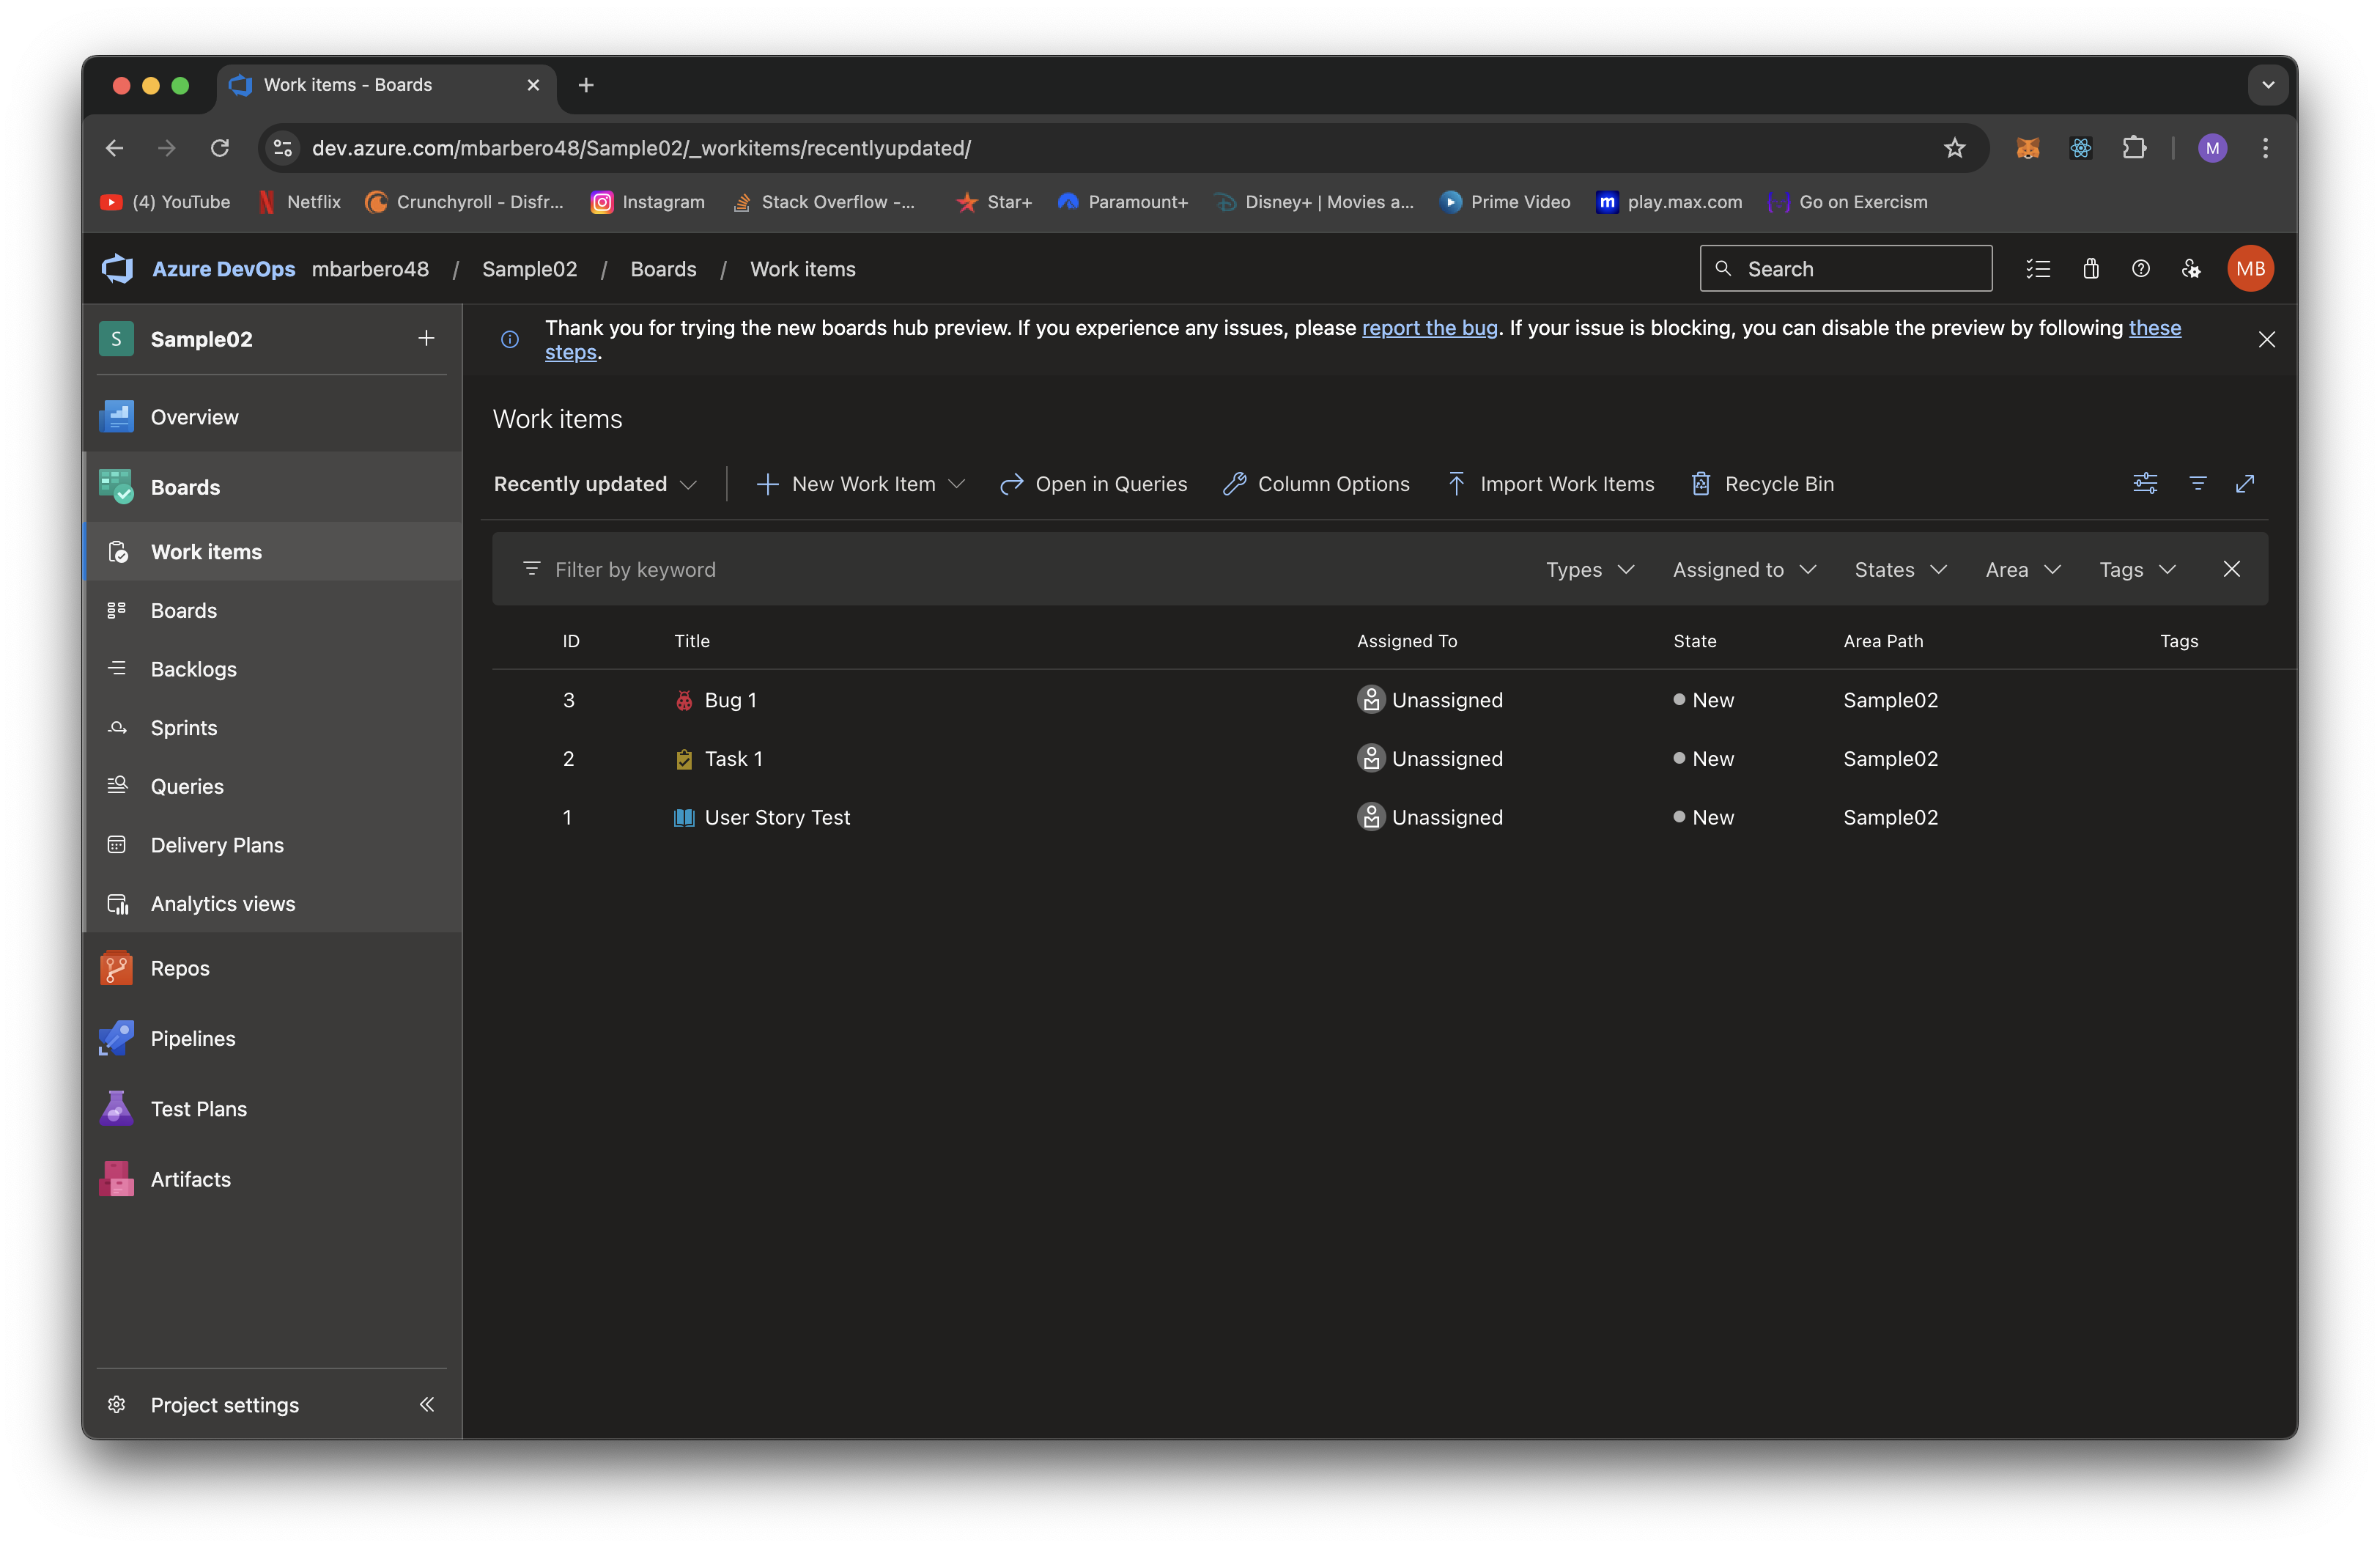 Work items - Boards
dev.azure.com/mbarbero48/Sample02/_workitems/recentlyupdated/
M
(4) YouTube Netflix Crunchyroll - Disfr... Instagram Stack Overflow -... Star+ Paramount+ Disney+ | Movies a... Prime Video m play.max.com {...} Go on Exercism
Azure DevOps mbarbero48 / Sample02 / Boards / Work items Search MB
S Sample02
Thank you for trying the new boards hub preview. If you experience any issues, please report the bug. If your issue is blocking, you can disable the preview by following these
steps.
Overview
Boards
Work items
Boards
Backlogs
Sprints
Queries
Delivery Plans
Analytics views
Repos
Pipelines
Test Plans
Artifacts
Project settings
Work items
Recently updated New Work Item Open in Queries Column Options Import Work Items Recycle Bin
Filter by keyword Types Assigned to States Area Tags
ID Title Assigned To State Area Path Tags
3 Bug 1 Unassigned New Sample02
2 Task 1 Unassigned New Sample02
1 User Story Test Unassigned New Sample02